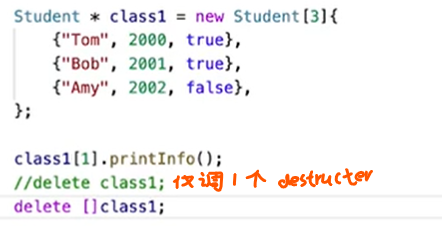 Student * class1 = new Student[3]{
{"Tom", 2000, true},
{"Bob", 2001, true},
{"Amy", 2002, false},
};
class1[1].printInfo();
//delete class1; 仅调1个 destructer
delete []class1;